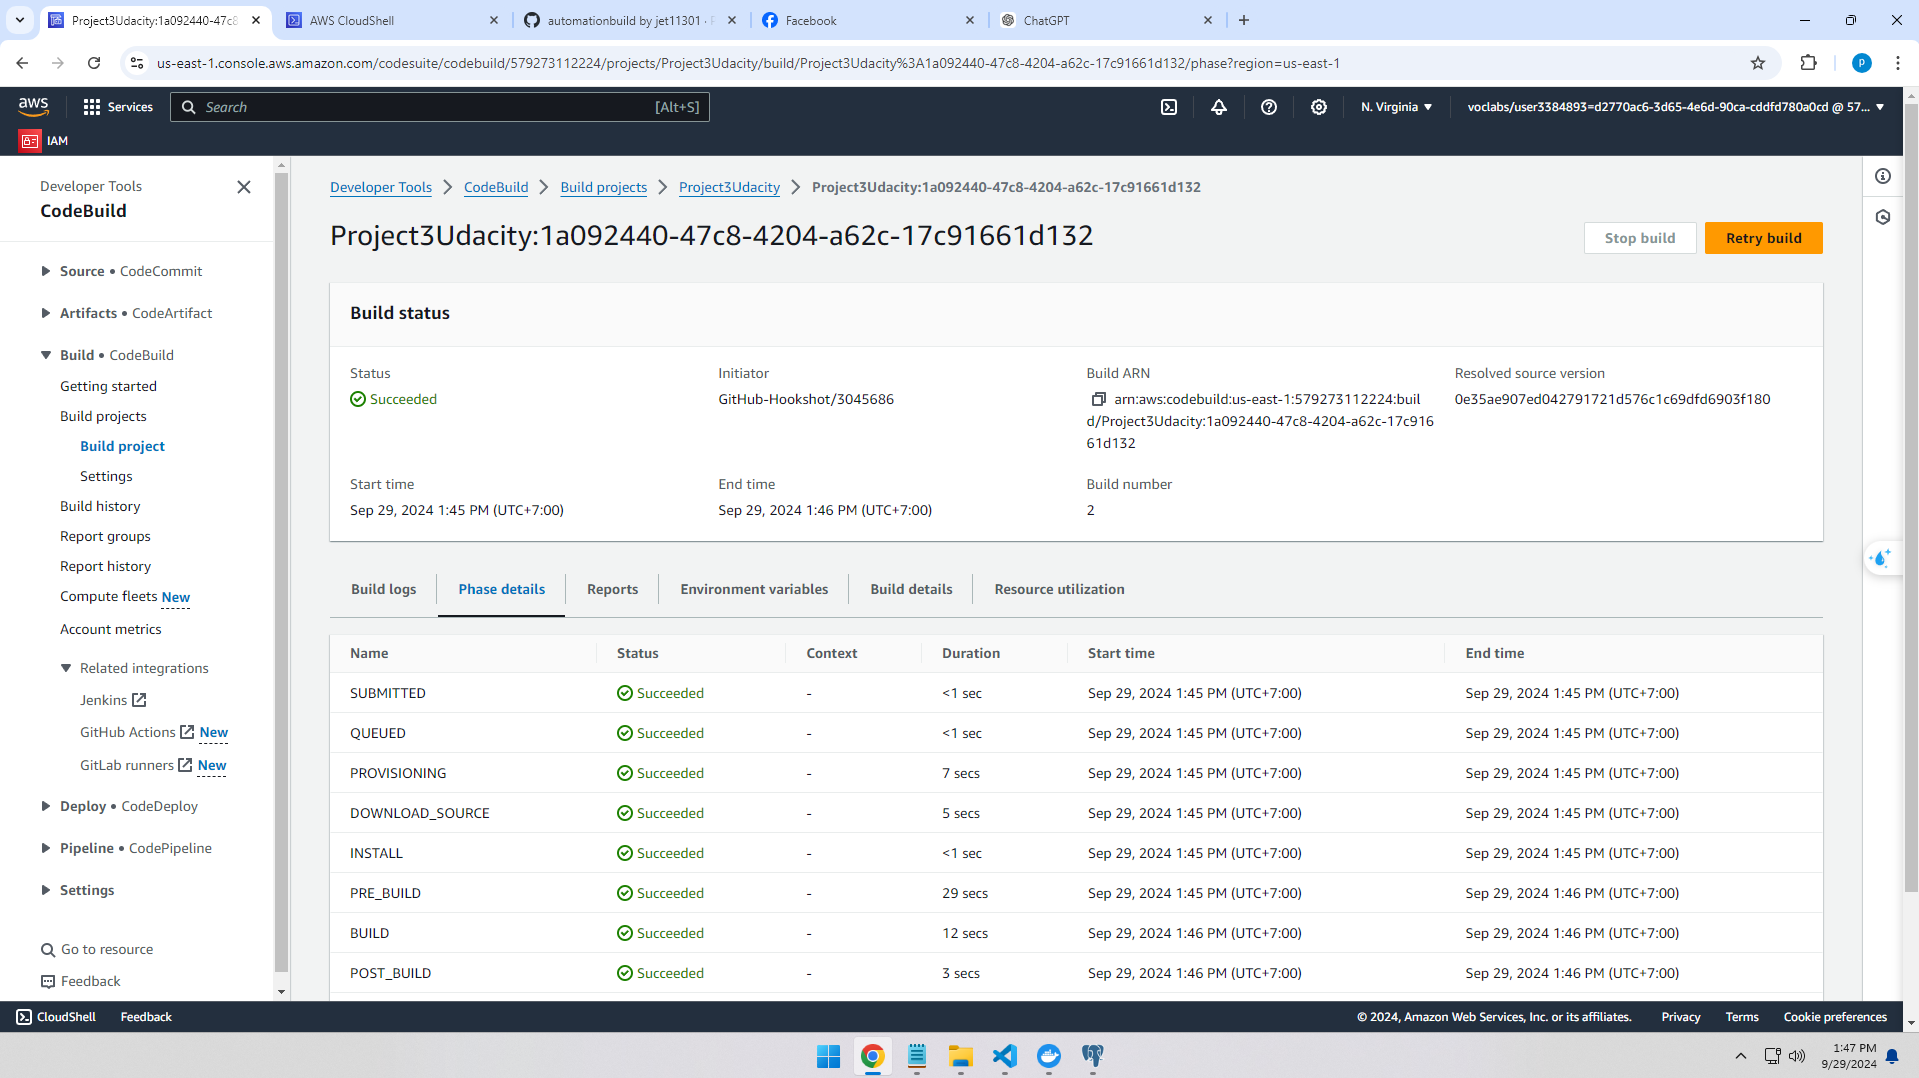 Project3Udacity:1a092440-47c8
AWS CloudShell
automationbuild by jet11301 ·
Facebook
ChatGPT
us-east-1.console.aws.amazon.com/codesuite/codebuild/579273112224/projects/Project3Udacity/build/Project3Udacity%3A1a092440-47c8-4204-a62c-17c91661d132/phase?region=us-east-1
P
aws
Services
Search
[Alt+S]
N. Virginia
voclabs/user3384893=d2770ac6-3d65-4e6d-90ca-cddfd780a0cd @ 57...
IAM
Developer Tools
CodeBuild
Source • CodeCommit
Artifacts • CodeArtifact
Build • CodeBuild
Getting started
Build projects
Build project
Settings
Build history
Report groups
Report history
Compute fleets New
Account metrics
Related integrations
Jenkins
GitHub Actions New
GitLab runners New
Deploy • CodeDeploy
Pipeline • CodePipeline
Settings
Go to resource
Feedback
Developer Tools
CodeBuild
Build projects
Project3Udacity
Project3Udacity:1a092440-47c8-4204-a62c-17c91661d132
Project3Udacity:1a092440-47c8-4204-a62c-17c91661d132
Stop build
Retry build
Build status
Status
Succeeded
Initiator
GitHub-Hookshot/3045686
Build ARN
arn:aws:codebuild:us-east-1:579273112224:buil
d/Project3Udacity:1a092440-47c8-4204-a62c-17c916
61d132
Resolved source version
0e35ae907ed042791721d576c1c69dfd6903f180
Start time
Sep 29, 2024 1:45 PM (UTC+7:00)
End time
Sep 29, 2024 1:46 PM (UTC+7:00)
Build number
2
Build logs
Phase details
Reports
Environment variables
Build details
Resource utilization
Name Status Context Duration Start time End time
SUBMITTED Succeeded - <1 sec Sep 29, 2024 1:45 PM (UTC+7:00) Sep 29, 2024 1:45 PM (UTC+7:00)
QUEUED Succeeded - <1 sec Sep 29, 2024 1:45 PM (UTC+7:00) Sep 29, 2024 1:45 PM (UTC+7:00)
PROVISIONING Succeeded - 7 secs Sep 29, 2024 1:45 PM (UTC+7:00) Sep 29, 2024 1:45 PM (UTC+7:00)
DOWNLOAD_SOURCE Succeeded - 5 secs Sep 29, 2024 1:45 PM (UTC+7:00) Sep 29, 2024 1:45 PM (UTC+7:00)
INSTALL Succeeded - <1 sec Sep 29, 2024 1:45 PM (UTC+7:00) Sep 29, 2024 1:45 PM (UTC+7:00)
PRE_BUILD Succeeded - 29 secs Sep 29, 2024 1:45 PM (UTC+7:00) Sep 29, 2024 1:46 PM (UTC+7:00)
BUILD Succeeded - 12 secs Sep 29, 2024 1:46 PM (UTC+7:00) Sep 29, 2024 1:46 PM (UTC+7:00)
POST_BUILD Succeeded - 3 secs Sep 29, 2024 1:46 PM (UTC+7:00) Sep 29, 2024 1:46 PM (UTC+7:00)
CloudShell
Feedback
© 2024, Amazon Web Services, Inc. or its affiliates.
Privacy
Terms
Cookie preferences
1:47 PM
9/29/2024